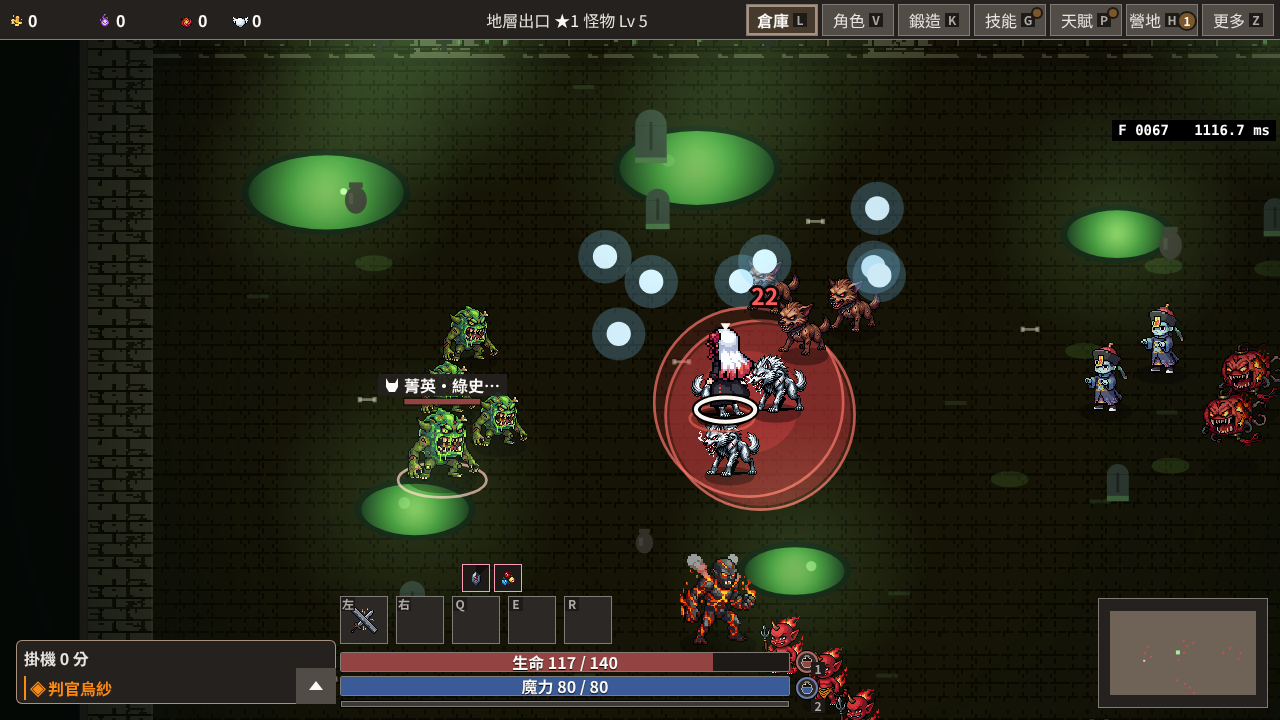 0 0 0 0
地層出口 ★1 怪物 Lv 5
倉庫 L
角色 V
鍛造 K
技能 G
天賦 P
營地 H 1
更多 Z
F 0067 1116.7 ms
22
菁英·綠史···
左 右 Q E R
掛機 0 分
判官烏紗
生命 117 / 140
1
魔力 80 / 80
2